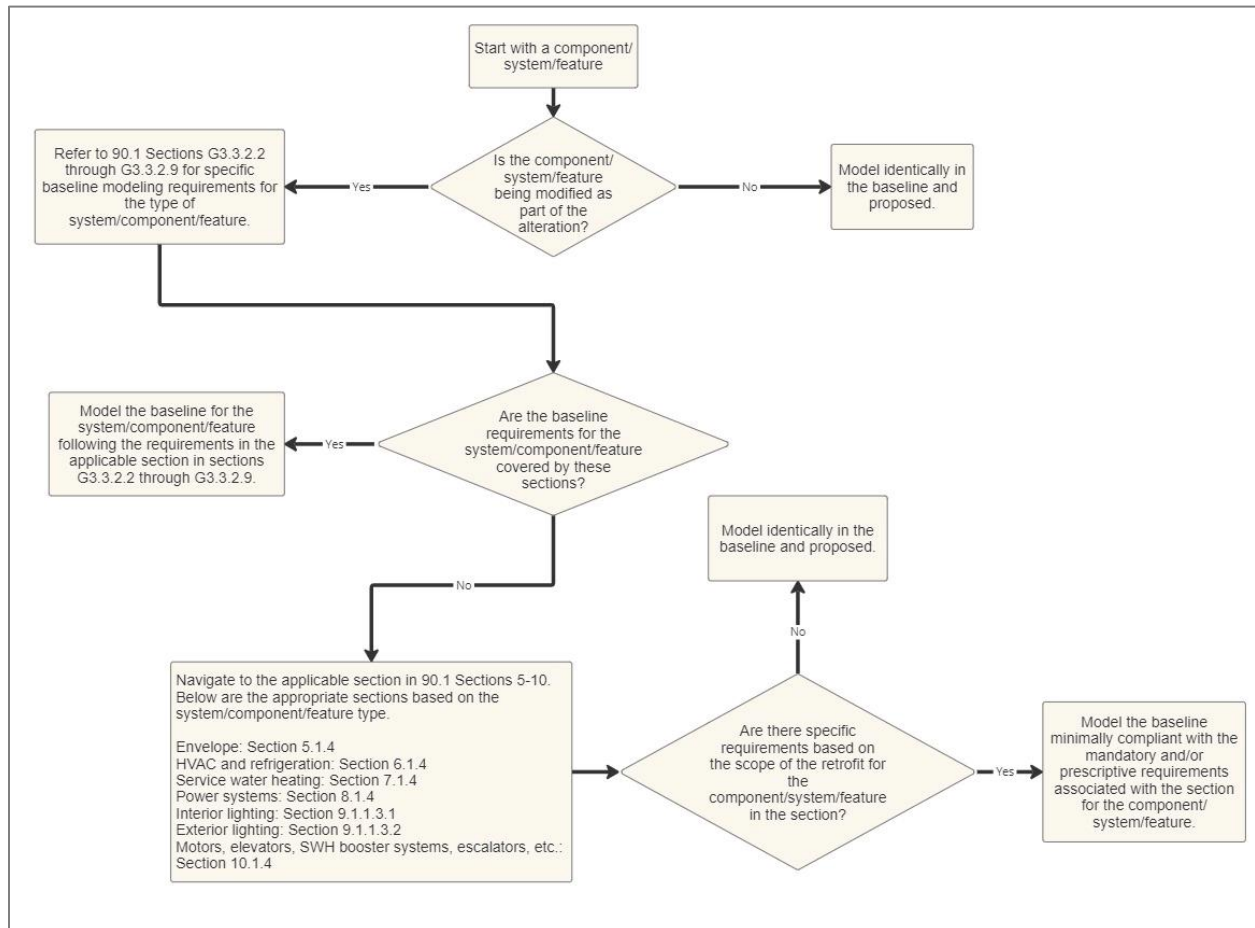 Start with a component/
system/feature
Is the component/
system/feature
being modified as
part of the
alteration?
Yes
No
Refer to 90.1 Sections G3.3.2.2
through G3.3.2.9 for specific
baseline modeling requirements for
the type of
system/component/feature.
Model identically in
the baseline and
proposed.
Are the baseline
requirements for the
system/component/feature
covered by these
sections?
Yes
No
Model the baseline for the
system/component/feature
following the requirements in the
applicable section in sections
G3.3.2.2 through G3.3.2.9.
Navigate to the applicable section in 90.1 Sections 5-10.
Below are the appropriate sections based on the
system/component/feature type.
Envelope: Section 5.1.4
HVAC and refrigeration: Section 6.1.4
Service water heating: Section 7.1.4
Power systems: Section 8.1.4
Interior lighting: Section 9.1.1.3.1
Exterior lighting: Section 9.1.1.3.2
Motors, elevators, SWH booster systems, escalators, etc.:
Section 10.1.4
Are there specific
requirements based on
the scope of the retrofit for
the
component/system/feature
in the section?
No
Yes
Model identically in the
baseline and proposed.
Model the baseline
minimally compliant with the
mandatory and/or
prescriptive requirements
associated with the section
for the component/
system/feature.